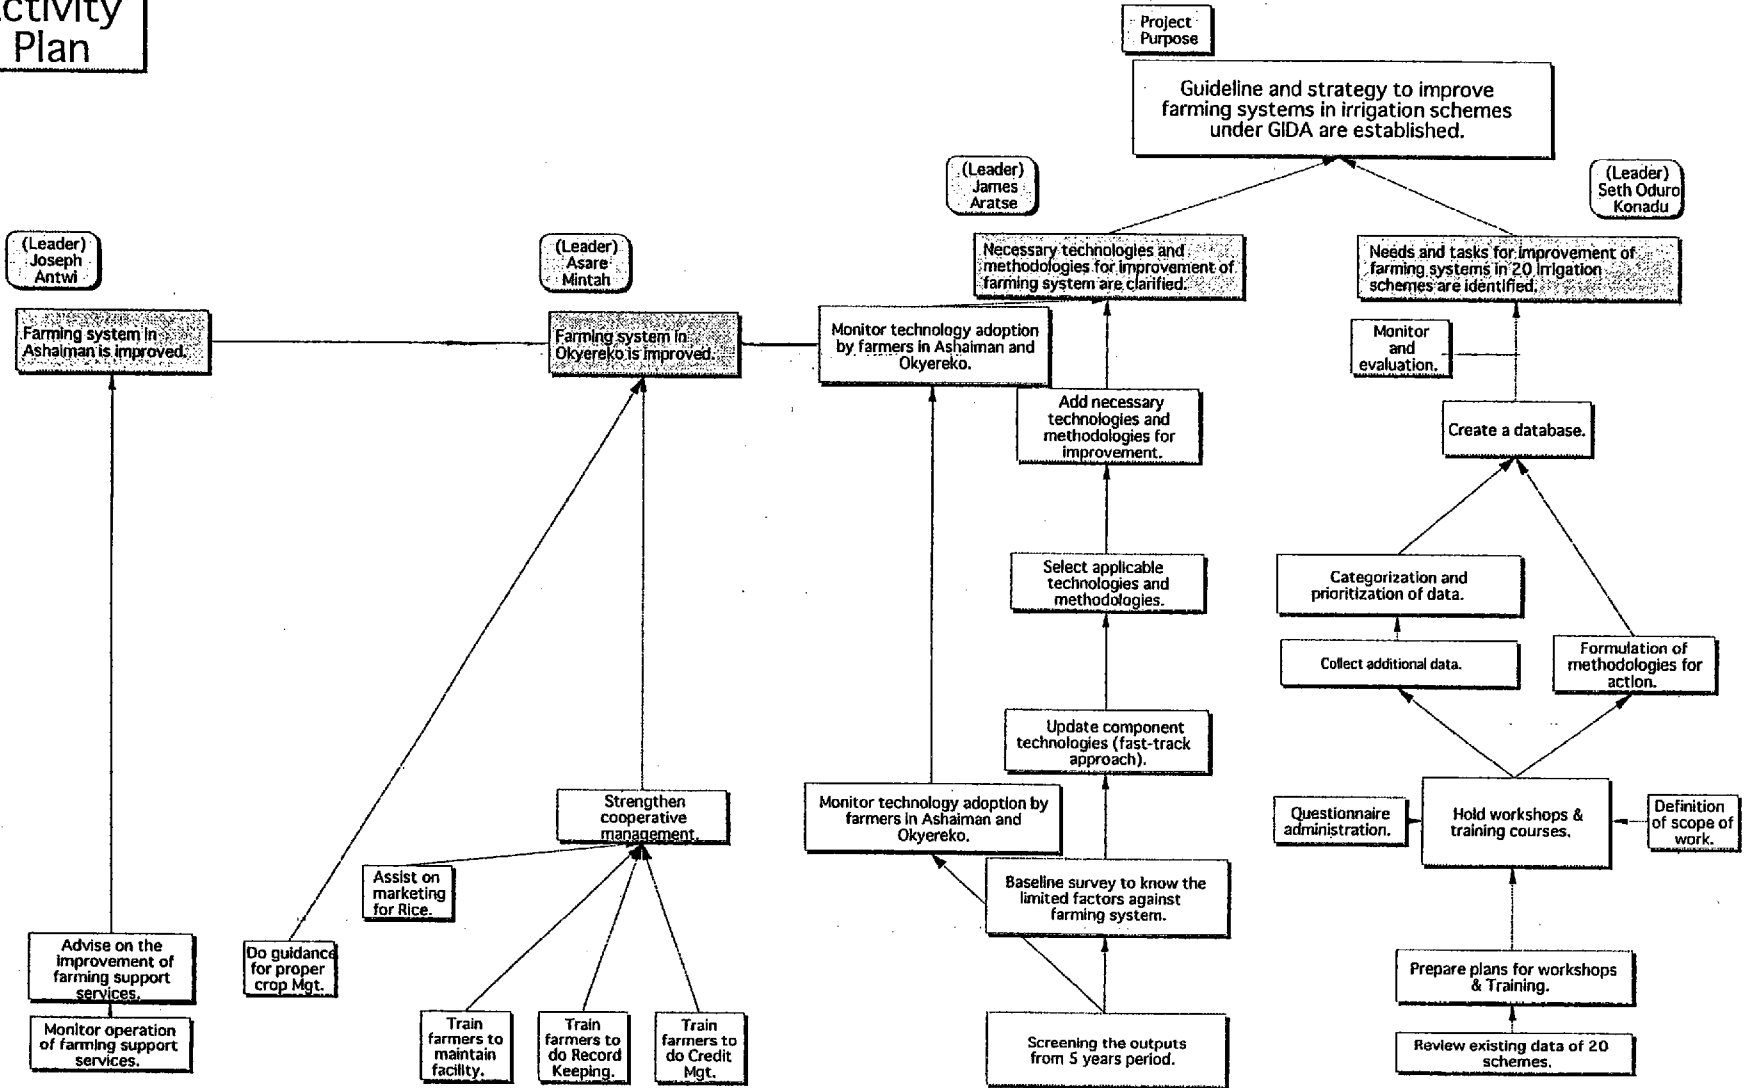 Plan
Project
Purpose
Guideline and strategy to improve
farming systems in irrigation schemes
under GIDA are established.
(Leader)
James
Aratse
(Leader)
Seth Oduro
Konadu
(Leader)
Joseph
Antwi
(Leader)
Asare
Mintah
Necessary technologies and
methodologies for improvement of
farming system are clarified.
Needs and tasks for improvement of
farming systems in 20 irrigation
schemes are identified.
Farming system in
Ashaiman is improved.
Farming system in
Okyereko is improved.
Monitor technology adoption
by farmers in Ashaiman and
Okyereko.
Monitor
and
evaluation.
Add necessary
technologies and
methodologies for
improvement.
Create a database.
Select applicable
technologies and
methodologies.
Categorization and
prioritization of data.
Collect additional data.
Formulation of
methodologies for
action.
Update component
technologies (fast-track
approach).
Strengthen
cooperative
management.
Monitor technology adoption by
farmers in Ashaiman and
Okyereko.
Questionnaire
administration.
Hold workshops &
training courses.
Definition
of scope of
work.
Assist on
marketing
for Rice.
Baseline survey to know the
limited factors against
farming system.
Advise on the
improvement of
farming support
services.
Do guidance
for proper
crop Mgt.
Prepare plans for workshops
& Training.
Monitor operation
of farming support
services.
Train
farmers to
maintain
facility.
Train
farmers to
do Record
Keeping.
Train
farmers to
do Credit
Mgt.
Screening the outputs
from 5 years period.
Review existing data of 20
schemes.